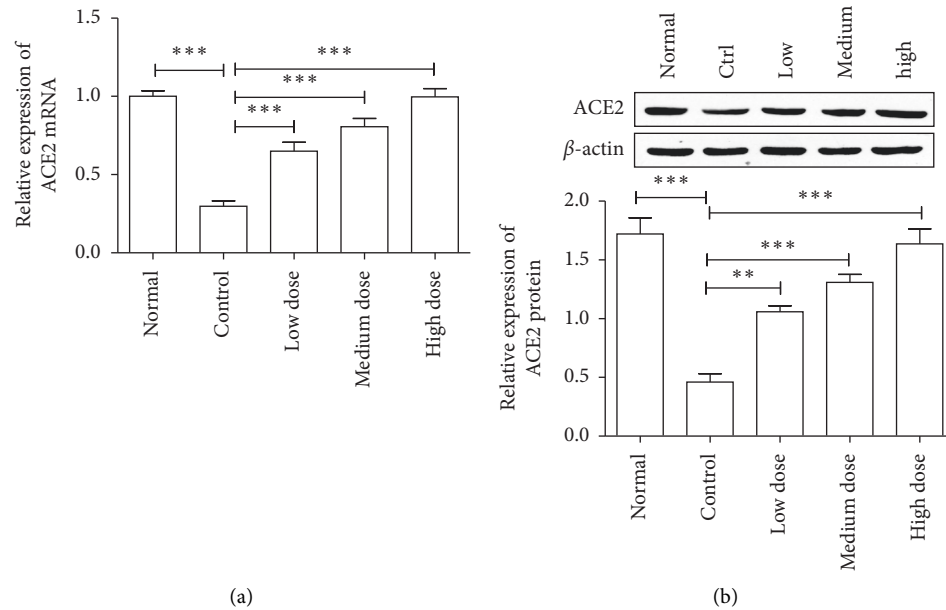 1.5
1.0
0.5
0.0
Relative expression of
ACE2 mRNA
***
***
***
***
Normal
Control
Low dose
Medium dose
High dose
(a)
Normal
Ctrl
Low
Medium
high
ACE2
β-actin
2.0
1.5
1.0
0.5
0.0
Relative expression of
ACE2 protein
***
***
***
**
Normal
Control
Low dose
Medium dose
High dose
(b)